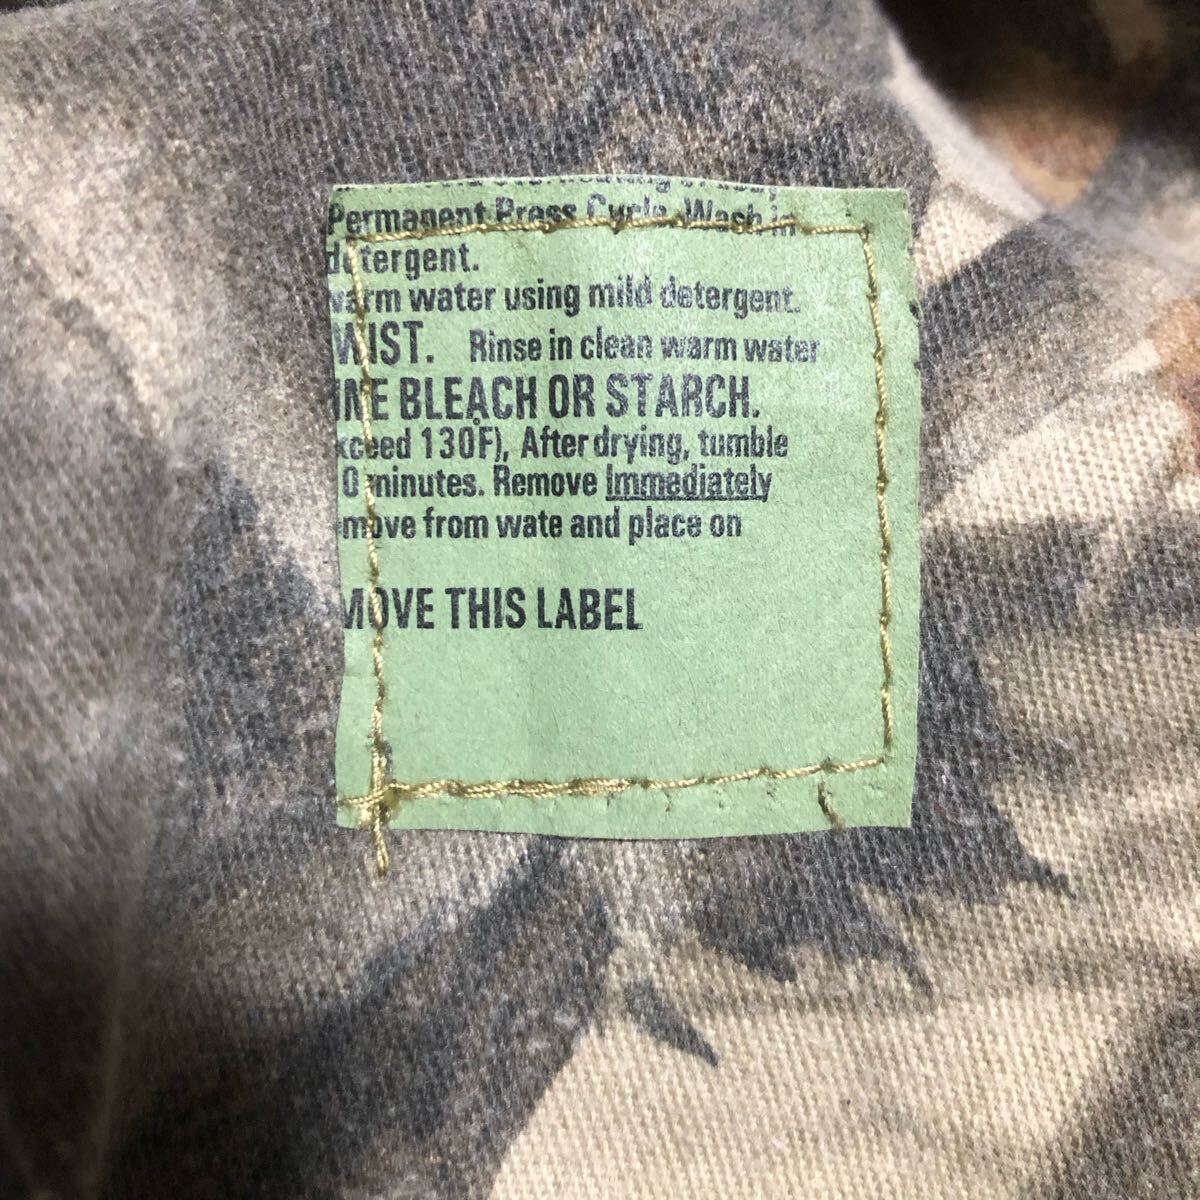 Permanent Press Cycle. Wash in
detergent.
warm water using mild detergent.
WIST. Rinse in clean warm water
INE BLEACH OR STARCH.
xceed 130F), After drying, tumble
0 minutes. Remove Immediately
move from wate and place on
MOVE THIS LABEL